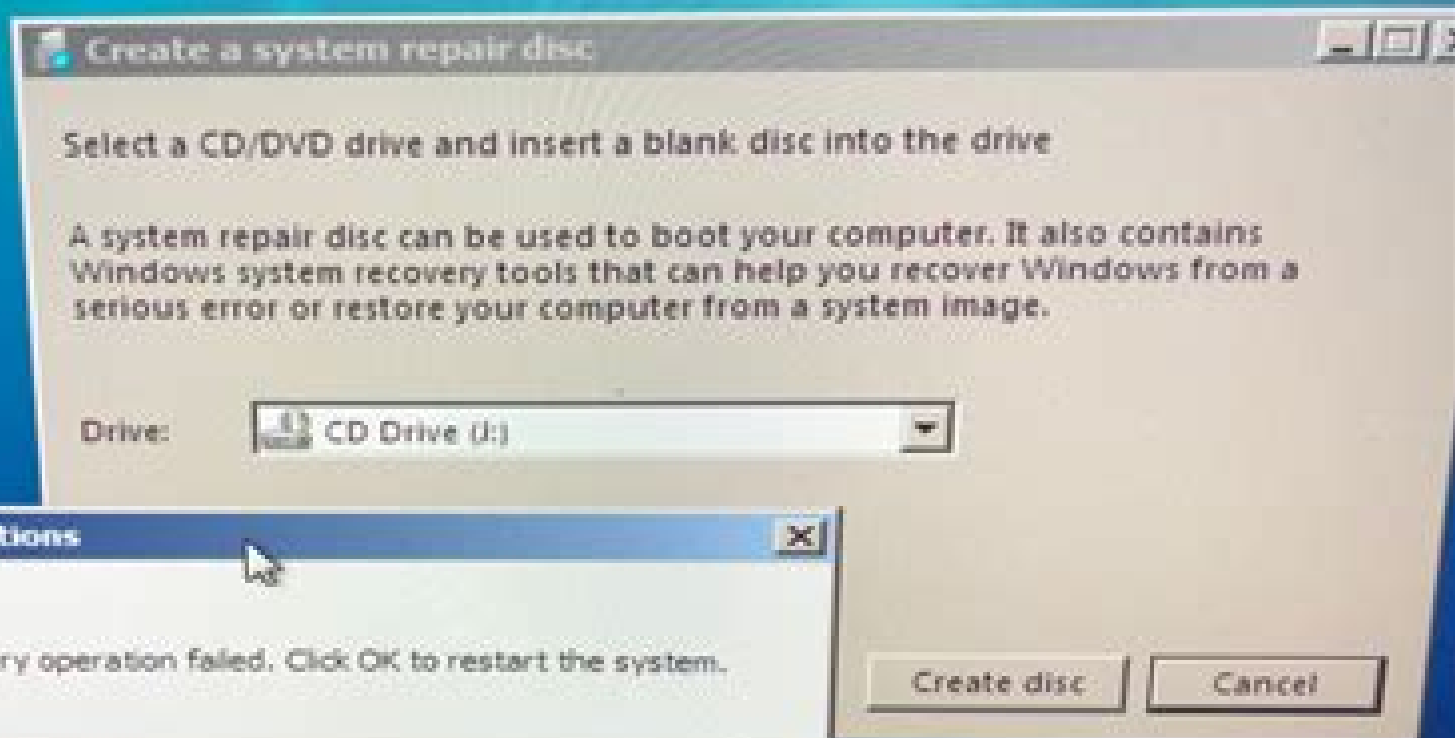 Create a system repair disc
Select a CD/DVD drive and insert a blank disc into the drive
A system repair disc can be used to boot your computer. It also contains
Windows system recovery tools that can help you recover Windows from a
serious error or restore your computer from a system image.
Drive:
CD Drive (J:)
tions
ry operation failed. Click OK to restart the system.
Create disc
Cancel